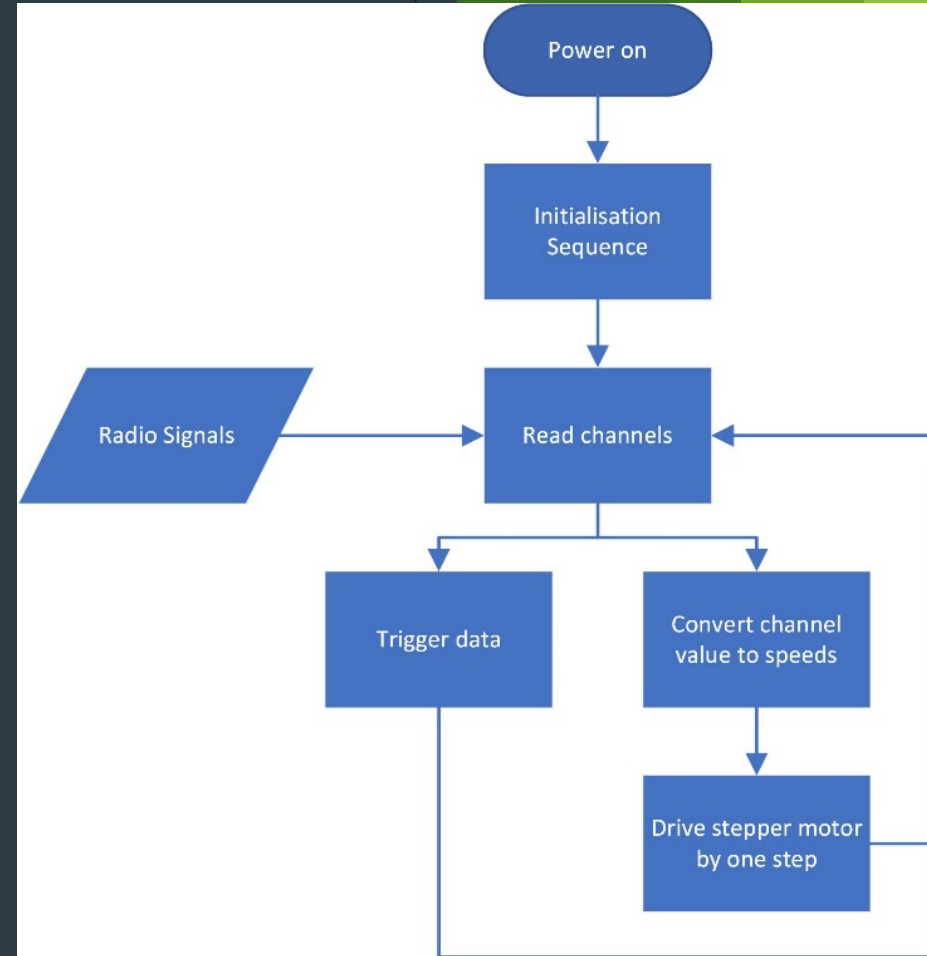 Power on
Initialisation
Sequence
Radio Signals
Read channels
Trigger data
Convert channel
value to speeds
Drive stepper motor
by one step